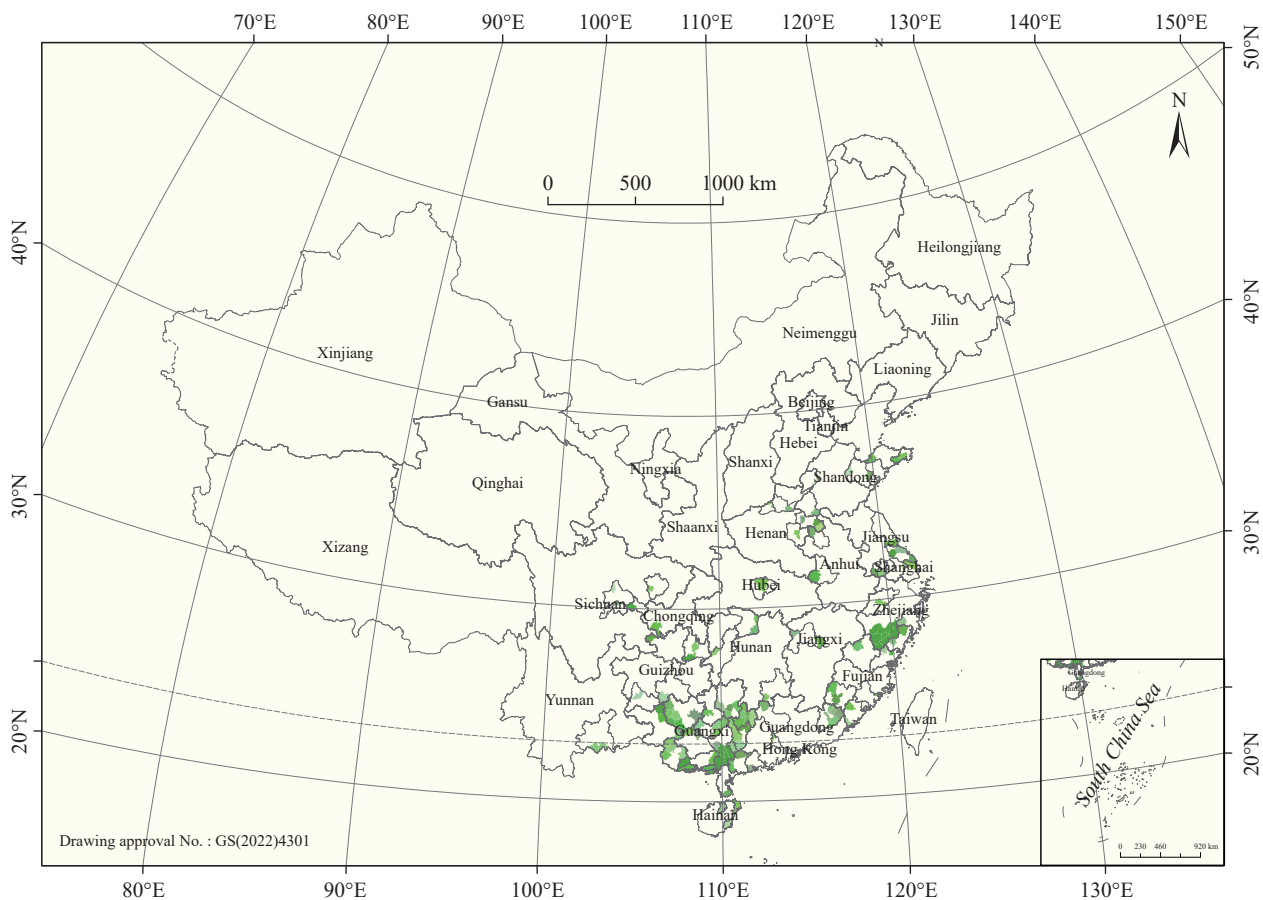 70°E 80°E 90°E 100°E 110°E 120°E 130°E 140°E 150°E
N
50°N
N
0 500 1000 km
40°N
Heilongjiang
40°N
Jilin
Neimenggu
Xinjiang
Liaoning
Gansu
Beijing
Tianjin
Hebei
Shanxi
Ningxia
Shandong
Qinghai
30°N
Shaanxi
Henan
30°N
Jiangsu
Xizang
Anhui
Shanghai
Hubei
Sichuan
Zhejiang
Chongqing
Jiangxi
Hunan
Guizhou
Fujian
Guangdong
Hainan
Yunnan
20°N
Taiwan
Guangdong
Guangxi
Hong Kong
20°N
South China Sea
Hainan
Drawing approval No. : GS(2022)4301
0 230 460 920 km
80°E 90°E 100°E 110°E 120°E 130°E